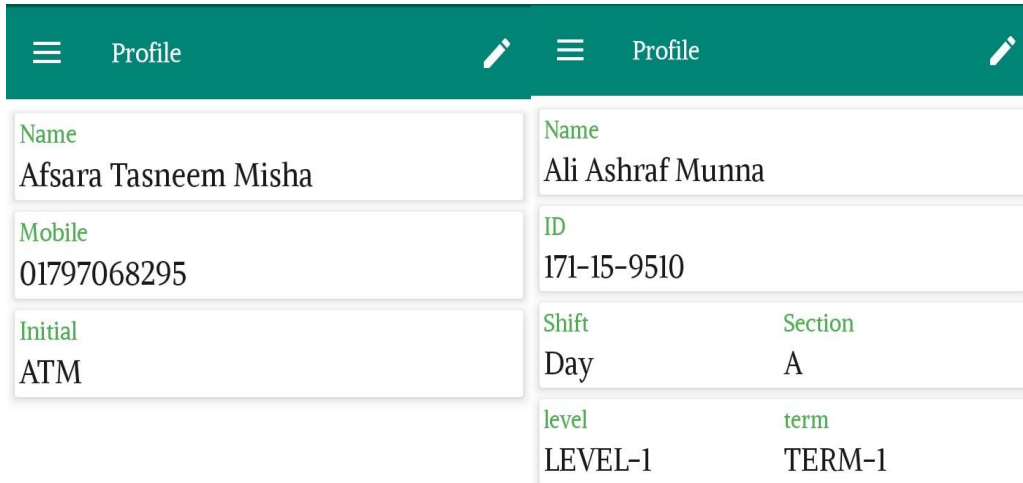 Profile
Name
Afsara Tasneem Misha
Mobile
01797068295
Initial
ATM
Profile
Name
Ali Ashraf Munna
ID
171-15-9510
Shift Section
Day A
level term
LEVEL-1 TERM-1